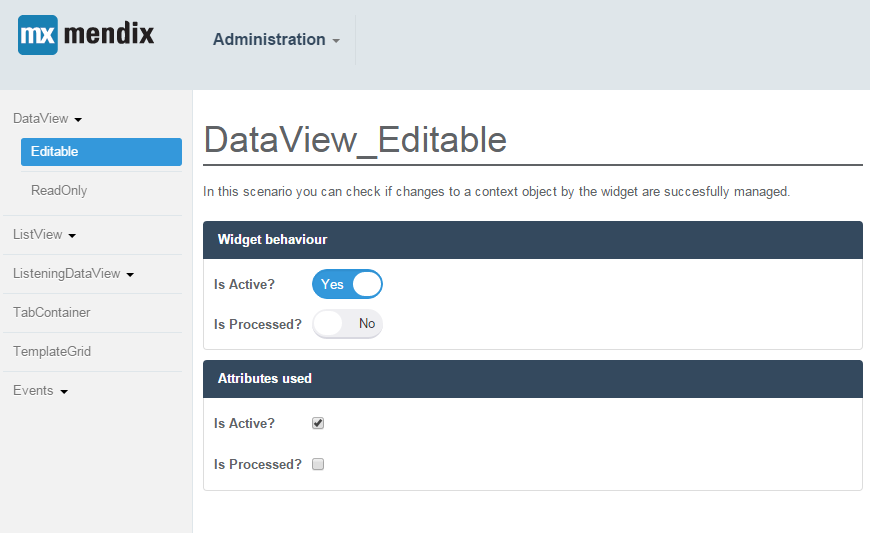 mx mendix
Administration
DataView
Editable
ReadOnly
ListView
ListeningDataView
TabContainer
TemplateGrid
Events
DataView_Editable
In this scenario you can check if changes to a context object by the widget are succesfully managed.
Widget behaviour
Is Active? Yes
Is Processed? No
Attributes used
Is Active?
Is Processed?